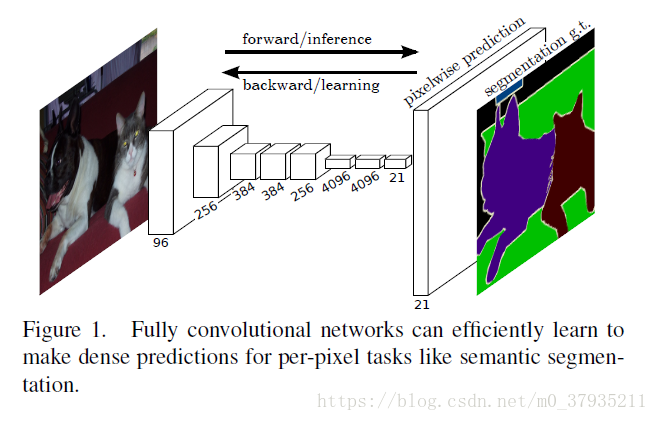 forward/inference
backward/learning
pixelwise prediction
segmentation g.t.
96
256
384
384
256
4096
4096
21
21
Figure 1. Fully convolutional networks can efficiently learn to
make dense predictions for per-pixel tasks like semantic segmen-
tation.
https://blog.csdn.net/m0_37935211